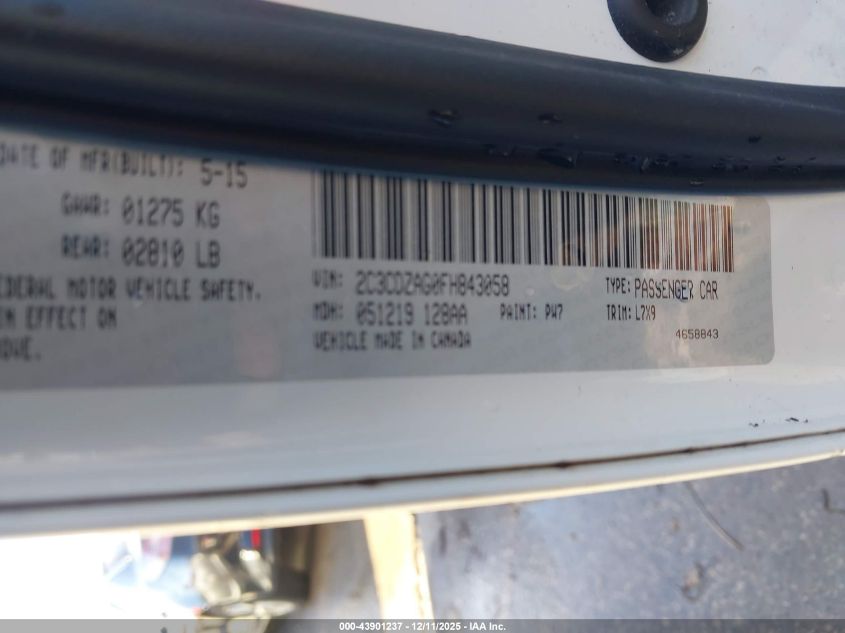 DATE OF MFR(BUILT): 5-15
GAWR: 01275 KG
REAR: 02810 LB
FEDERAL MOTOR VEHICLE SAFETY.
IN EFFECT ON
VIN: 2C3CDZAG0FH843058
TYPE: PASSENGER CAR
MDH: 051219 128AA
PAINT: PW7
TRIM: L7X9
VEHICLE MADE IN CANADA
4658843
000-43901237 - 12/11/2025 - IAA Inc.